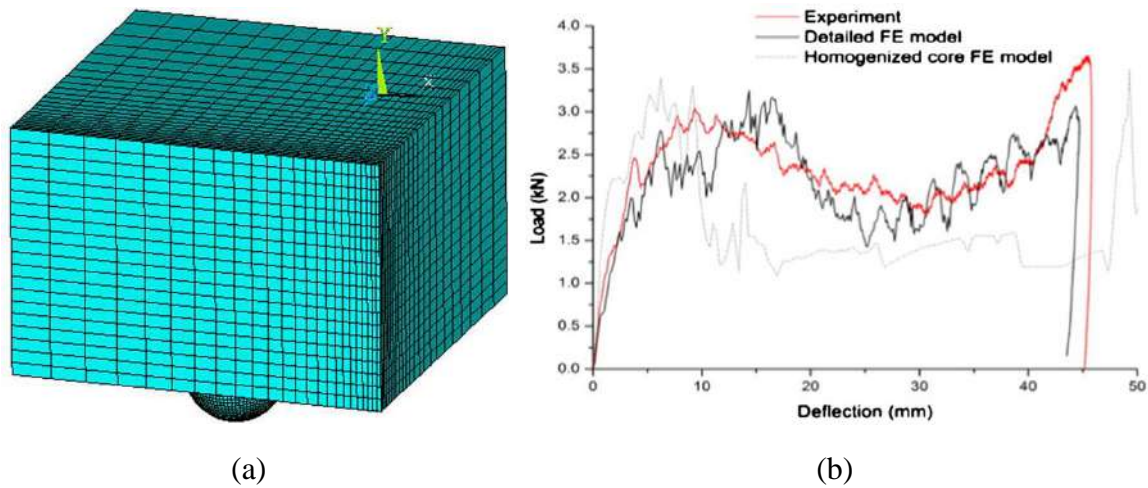 Y
x
Experiment
Detailed FE model
Homogenized core FE model
4.0
3.5
3.0
2.5
2.0
1.5
1.0
0.5
0.0
Load (kN)
0 10 20 30 40 50
Deflection (mm)
(a) (b)